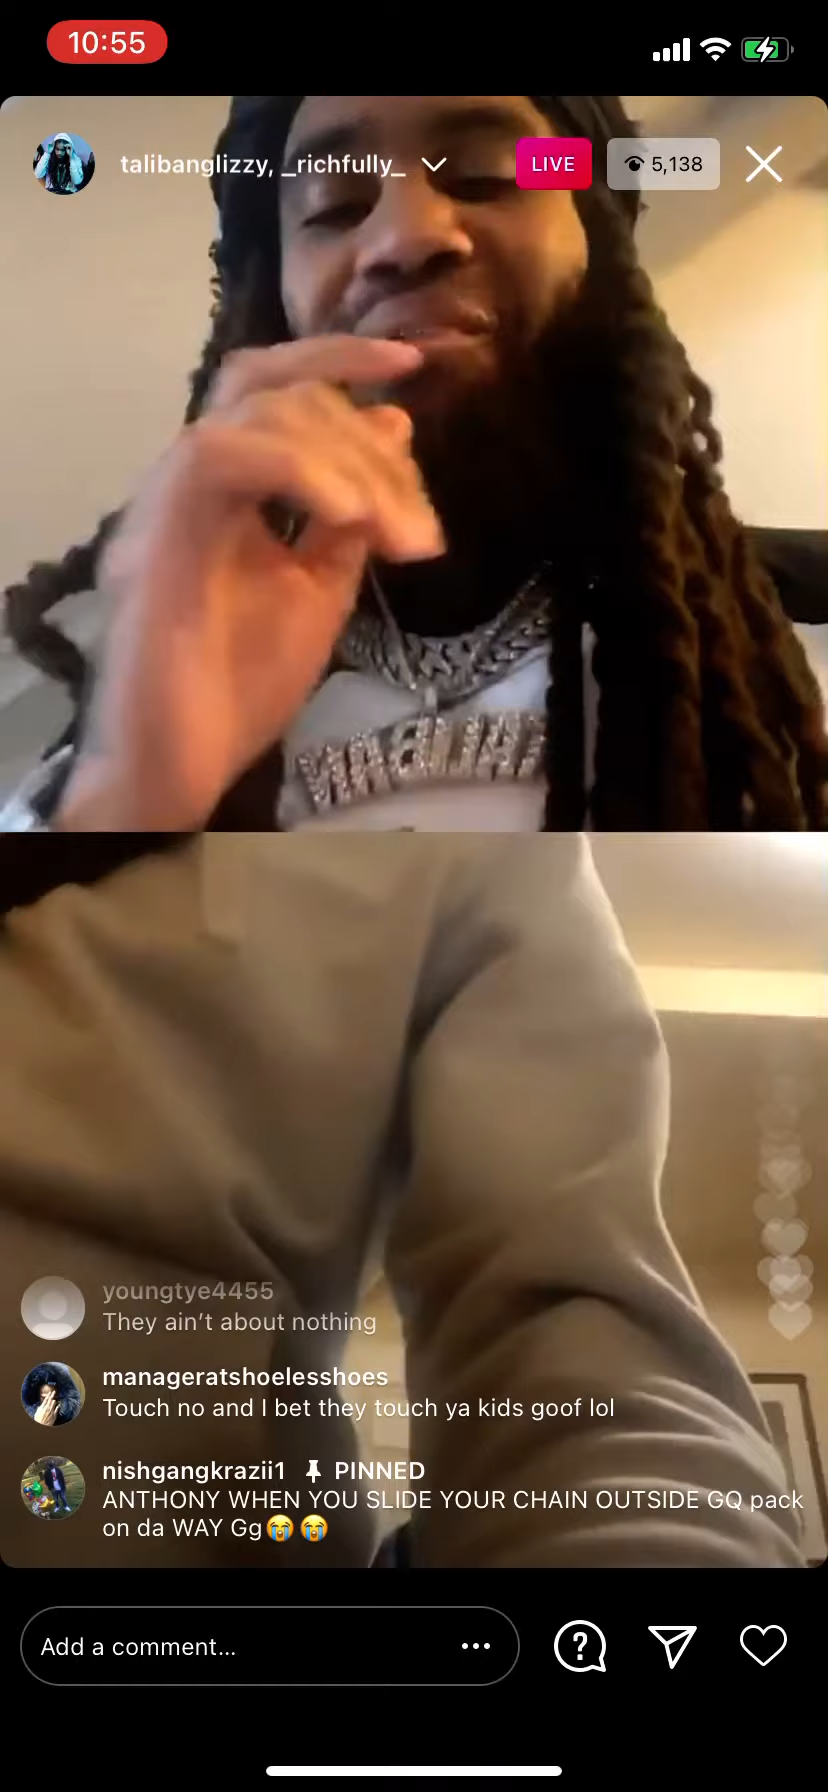 10:55
talibanglizzy, _richfully_
LIVE
5,138
youngtye4455
They ain't about nothing
manageratshoelesshoes
Touch no and I bet they touch ya kids goof lol
nishgangkrazii1 PINNED
ANTHONY WHEN YOU SLIDE YOUR CHAIN OUTSIDE GQ pack
on da WAY Gg😭😭
Add a comment...